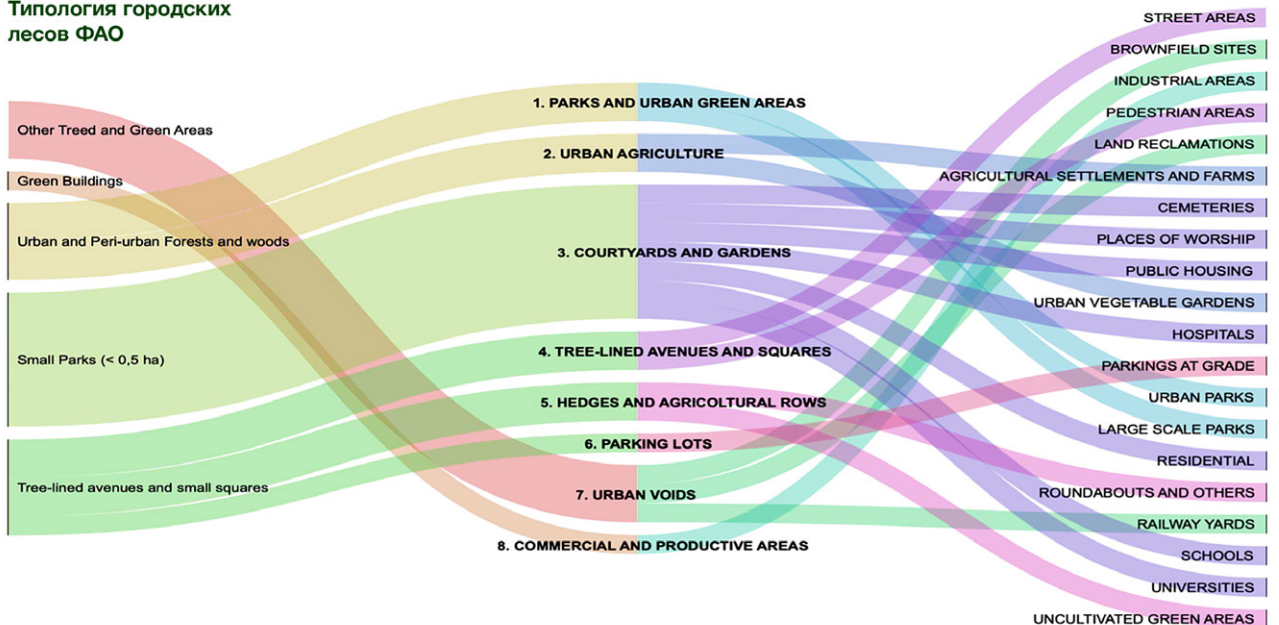 Типология городских
лесов ФАО
Other Treed and Green Areas
Green Buildings
Urban and Peri-urban Forests and woods
Small Parks (< 0,5 ha)
Tree-lined avenues and small squares
1. PARKS AND URBAN GREEN AREAS
2. URBAN AGRICULTURE
3. COURTYARDS AND GARDENS
4. TREE-LINED AVENUES AND SQUARES
5. HEDGES AND AGRICOLTURAL ROWS
6. PARKING LOTS
7. URBAN VOIDS
8. COMMERCIAL AND PRODUCTIVE AREAS
STREET AREAS
BROWNFIELD SITES
INDUSTRIAL AREAS
PEDESTRIAN AREAS
LAND RECLAMATIONS
AGRICULTURAL SETTLEMENTS AND FARMS
CEMETERIES
PLACES OF WORSHIP
PUBLIC HOUSING
URBAN VEGETABLE GARDENS
HOSPITALS
PARKINGS AT GRADE
URBAN PARKS
LARGE SCALE PARKS
RESIDENTIAL
ROUNDABOUTS AND OTHERS
RAILWAY YARDS
SCHOOLS
UNIVERSITIES
UNCULTIVATED GREEN AREAS